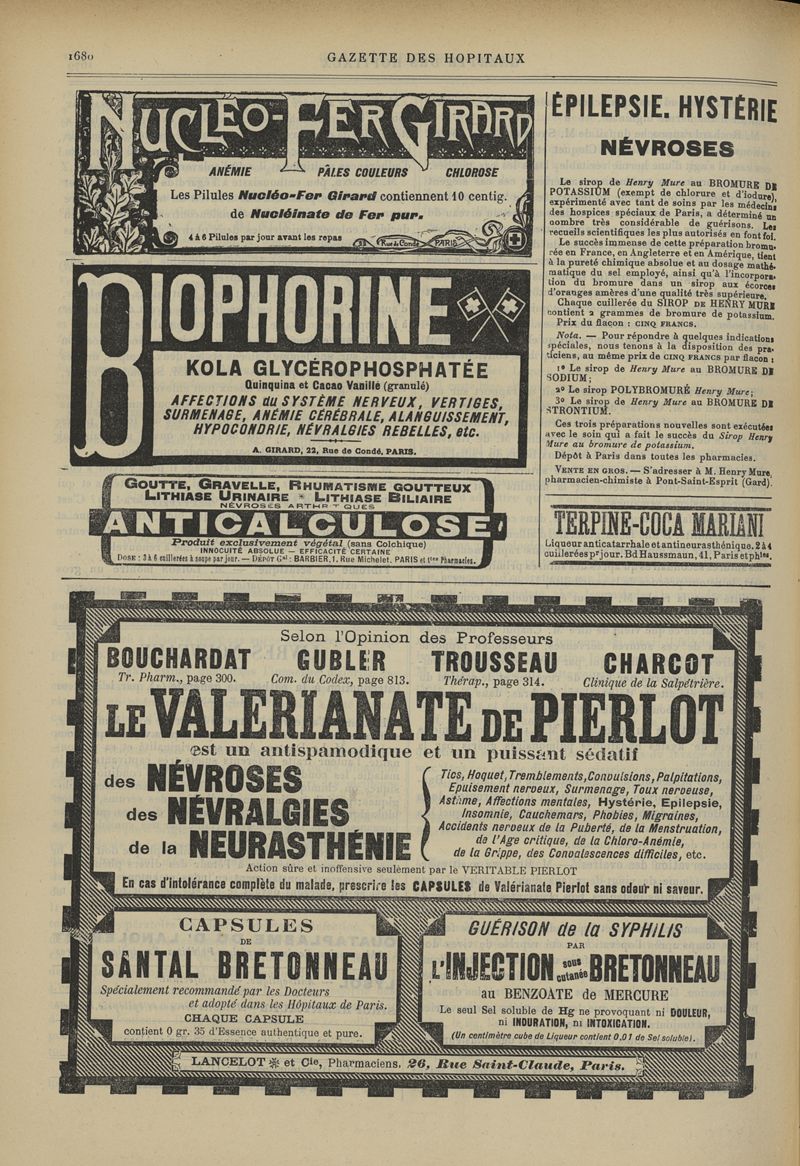 1680
GAZETTE DES HOPITAUX
NUCLÉO-FER GIRARD
ANÉMIE PÂLES COULEURS CHLOROSE
Les Pilules Nucléo-Fer Girard contiennent 10 centig.
de Nucléinate de Fer pur.
4 à 6 Pilules par jour avant les repas
22 Rue de Condé PARIS
BIOPHORINE
KOLA GLYCÉROPHOSPHATÉE
Quinquina et Cacao Vanillé (granulé)
AFFECTIONS du SYSTÈME NERVEUX, VERTIGES,
SURMENAGE, ANÉMIE CÉRÉBRALE, ALANGUISSEMENT,
HYPOCONDRIE, NÉVRALGIES REBELLES, etc.
A. GIRARD, 22, Rue de Condé, PARIS.
GOUTTE, GRAVELLE, RHUMATISME GOUTTEUX
LITHIASE URINAIRE * LITHIASE BILIAIRE
NÉVROSES ARTHR T QUES
ANTICALCULOSE
Produit exclusivement végétal (sans Colchique)
INNOCUITÉ ABSOLUE — EFFICACITÉ CERTAINE
DOSE : 3 à 6 cuillerées à soupe par jour. — DÉPÔT Gal : BARBIER, 1, Rue Michelet, PARIS et ttes Pharmacies.
ÉPILEPSIE. HYSTÉRIE
NÉVROSES
Le sirop de Henry Mure au BROMURE DE
POTASSIUM (exempt de chlorure et d'iodure),
expérimenté avec tant de soins par les médecins
des hospices spéciaux de Paris, a déterminé un
nombre très considérable de guérisons. Les
recueils scientifiques les plus autorisés en font foi.
Le succès immense de cette préparation bromu-
rée en France, en Angleterre et en Amérique, tient
à la pureté chimique absolue et au dosage mathé-
matique du sel employé, ainsi qu'à l'incorpora-
tion du bromure dans un sirop aux écorces
d'oranges amères d'une qualité très supérieure.
Chaque cuillerée du SIROP DE HENRY MURE
contient 2 grammes de bromure de potassium.
Prix du flacon : CINQ FRANCS.
Nota. — Pour répondre à quelques indications
spéciales, nous tenons à la disposition des pra-
ticiens, au même prix de CINQ FRANCS par flacon :
1° Le sirop de Henry Mure au BROMURE DE
SODIUM;
2° Le sirop POLYBROMURÉ Henry Mure;
3° Le sirop de Henry Mure au BROMURE DE
STRONTIUM.
Ces trois préparations nouvelles sont exécutées
avec le soin qui a fait le succès du Sirop Henry
Mure au bromure de potassium.
Dépôt à Paris dans toutes les pharmacies.
VENTE EN GROS. — S'adresser à M. Henry Mure,
pharmacien-chimiste à Pont-Saint-Esprit (Gard).
TERPINE-COCA MARIANI
Liqueur anticatarrhale et antineurasthénique. 2 à 4
cuillerées pr jour. Bd Haussmaun, 41, Paris et phies.
Selon l'Opinion des Professeurs
BOUCHARDAT GUBLER TROUSSEAU CHARCOT
Tr. Pharm., page 300. Com. du Codex, page 813. Thérap., page 314. Clinique de la Salpétrière.
LE VALERIANATE DE PIERLOT
est un antispamodique et un puissant sédatif
des NÉVROSES
des NÉVRALGIES
de la NEURASTHÉNIE
Tics, Hoquet, Tremblements, Convulsions, Palpitations,
Epuisement nerveux, Surmenage, Toux nerveuse,
Astnme, Affections mentales, Hystérie, Epilepsie,
Insomnie, Cauchemars, Phobies, Migraines,
Accidents nerveux de la Puberté, de la Menstruation,
de l'Age critique, de la Chloro-Anémie,
de la Grippe, des Convalescences difficiles, etc.
Action sûre et inoffensive seulement par le VERITABLE PIERLOT
En cas d'intolérance complète du malade, prescrire les CAPSULES de Valérianate Pierlot sans odeur ni saveur.
CAPSULES
DE
SANTAL BRETONNEAU
Spécialement recommandé par les Docteurs
et adopté dans les Hôpitaux de Paris.
CHAQUE CAPSULE
contient 0 gr. 35 d'Essence authentique et pure.
GUÉRISON de la SYPHILIS
PAR
L'INJECTION sous cutanée BRETONNEAU
au BENZOATE de MERCURE
Le seul Sel soluble de Hg ne provoquant ni DOULEUR,
ni INDURATION, ni INTOXICATION.
(Un centimètre cube de Liqueur contient 0,01 de Sel soluble).
LANCELOT ※ et Cie, Pharmaciens, 26, Rue Saint-Claude, Paris.